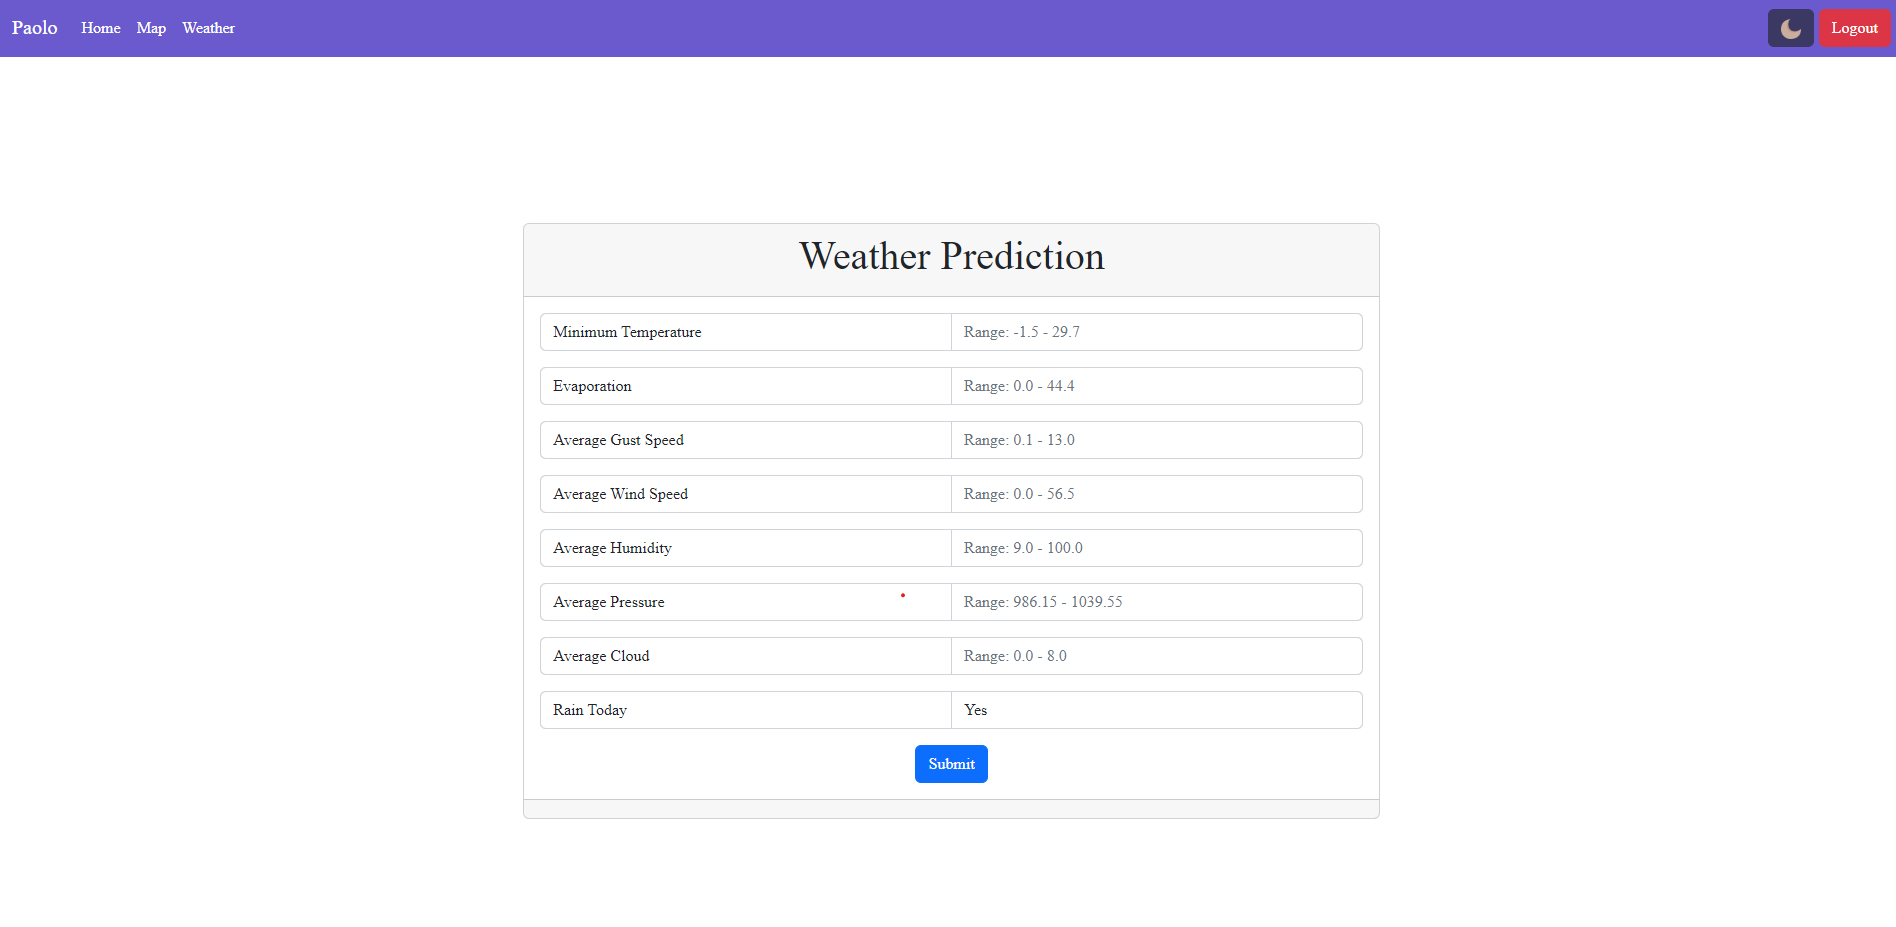 Paolo Home Map Weather Logout
Weather Prediction
Minimum Temperature Range: -1.5 - 29.7
Evaporation Range: 0.0 - 44.4
Average Gust Speed Range: 0.1 - 13.0
Average Wind Speed Range: 0.0 - 56.5
Average Humidity Range: 9.0 - 100.0
Average Pressure Range: 986.15 - 1039.55
Average Cloud Range: 0.0 - 8.0
Rain Today Yes
Submit